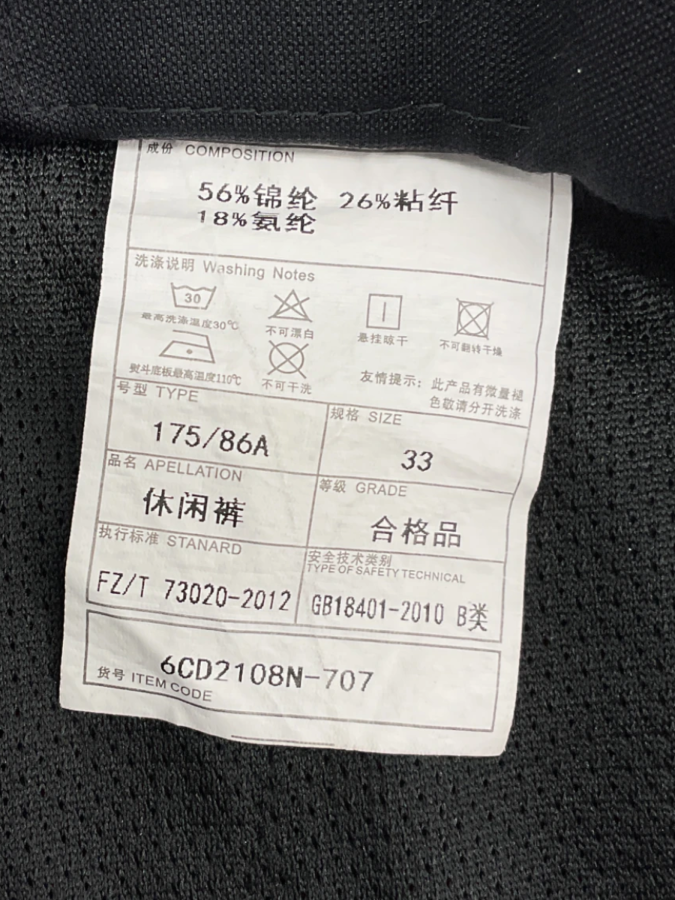 成份 COMPOSITION
56%锦纶 26%粘纤
18%氨纶
洗涤说明 Washing Notes
30
最高洗涤温度30℃
不可漂白
悬挂晾干
不可翻转干燥
熨斗底板最高温度110℃
不可干洗
友情提示：此产品有微量褪
色敬请分开洗涤
号型 TYPE
175/86A
规格 SIZE
33
品名 APELLATION
休闲裤
等级 GRADE
合格品
执行标准 STANARD
FZ/T 73020-2012
安全技术类别
TYPE OF SAFETY TECHNICAL
GB18401-2010 B类
6CD2108N-707
货号 ITEM CODE